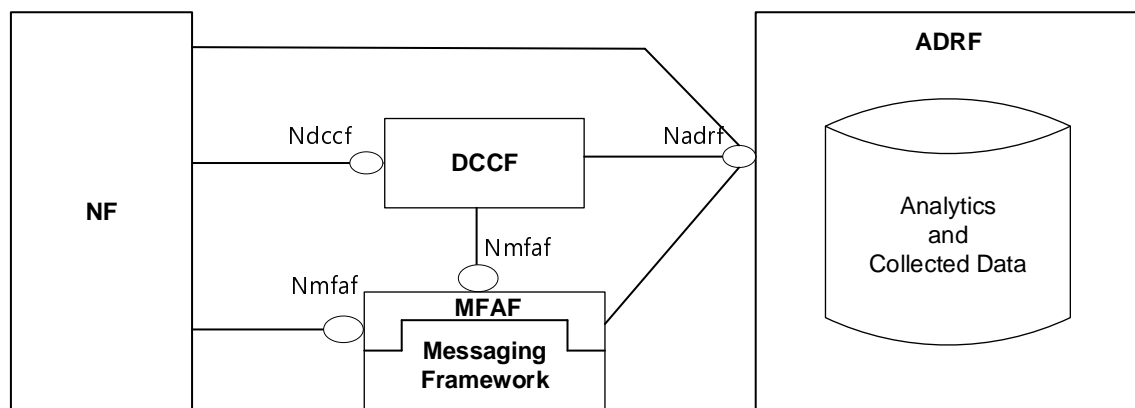 ADRF
Ndccf
Nadrf
DCCF
NF
Analytics
and
Collected Data
Nmfaf
Nmfaf
MFAF
Messaging
Framework